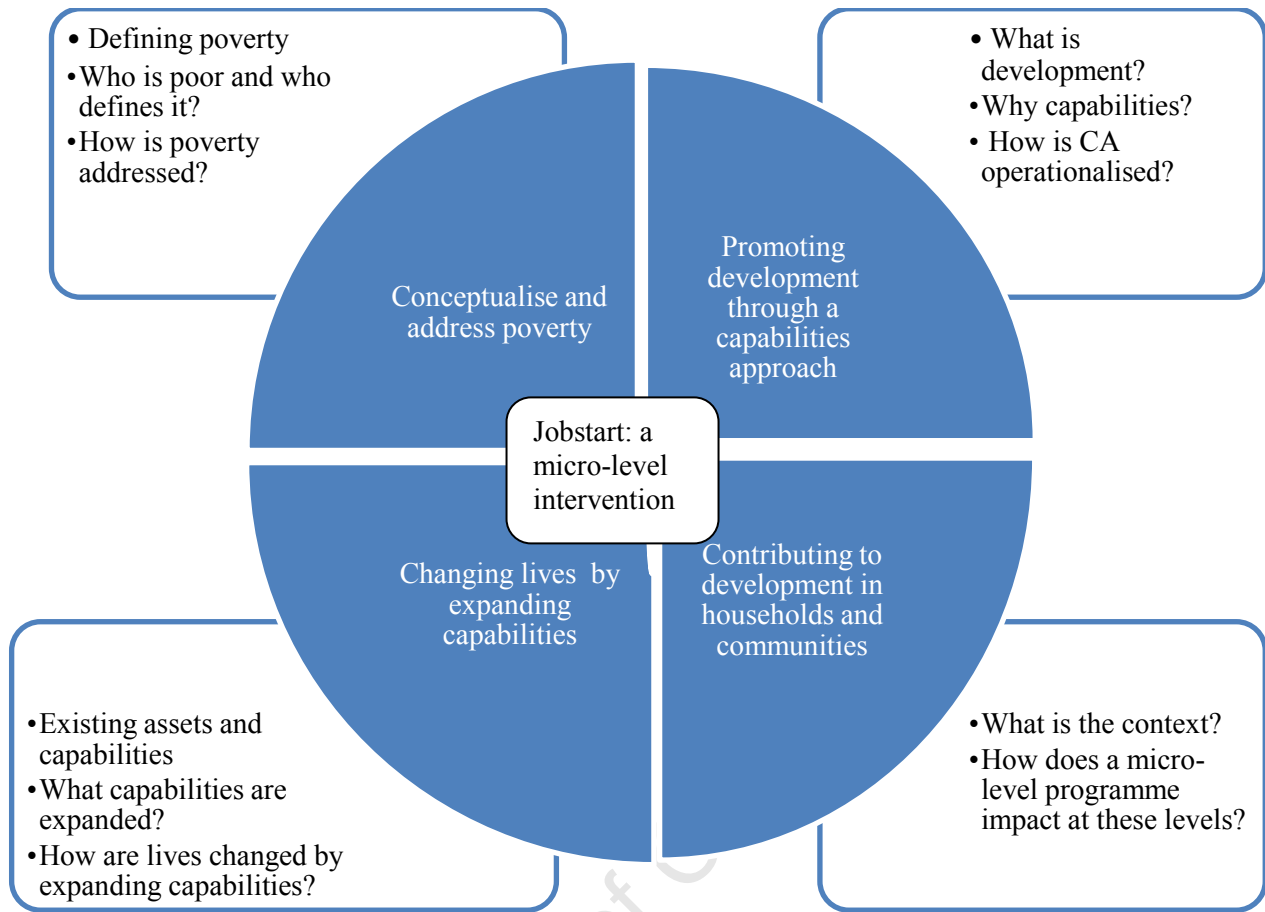 • Defining poverty
•Who is poor and who
defines it?
•How is poverty
addressed?
• What is
development?
•Why capabilities?
• How is CA
operationalised?
Conceptualise and
address poverty
Promoting
development
through a
capabilities
approach
Jobstart: a
micro-level
intervention
Changing lives by
expanding
capabilities
Contributing to
development in
households and
communities
•Existing assets and
capabilities
•What capabilities are
expanded?
•How are lives changed by
expanding capabilities?
•What is the context?
•How does a micro-
level programme
impact at these levels?
of C